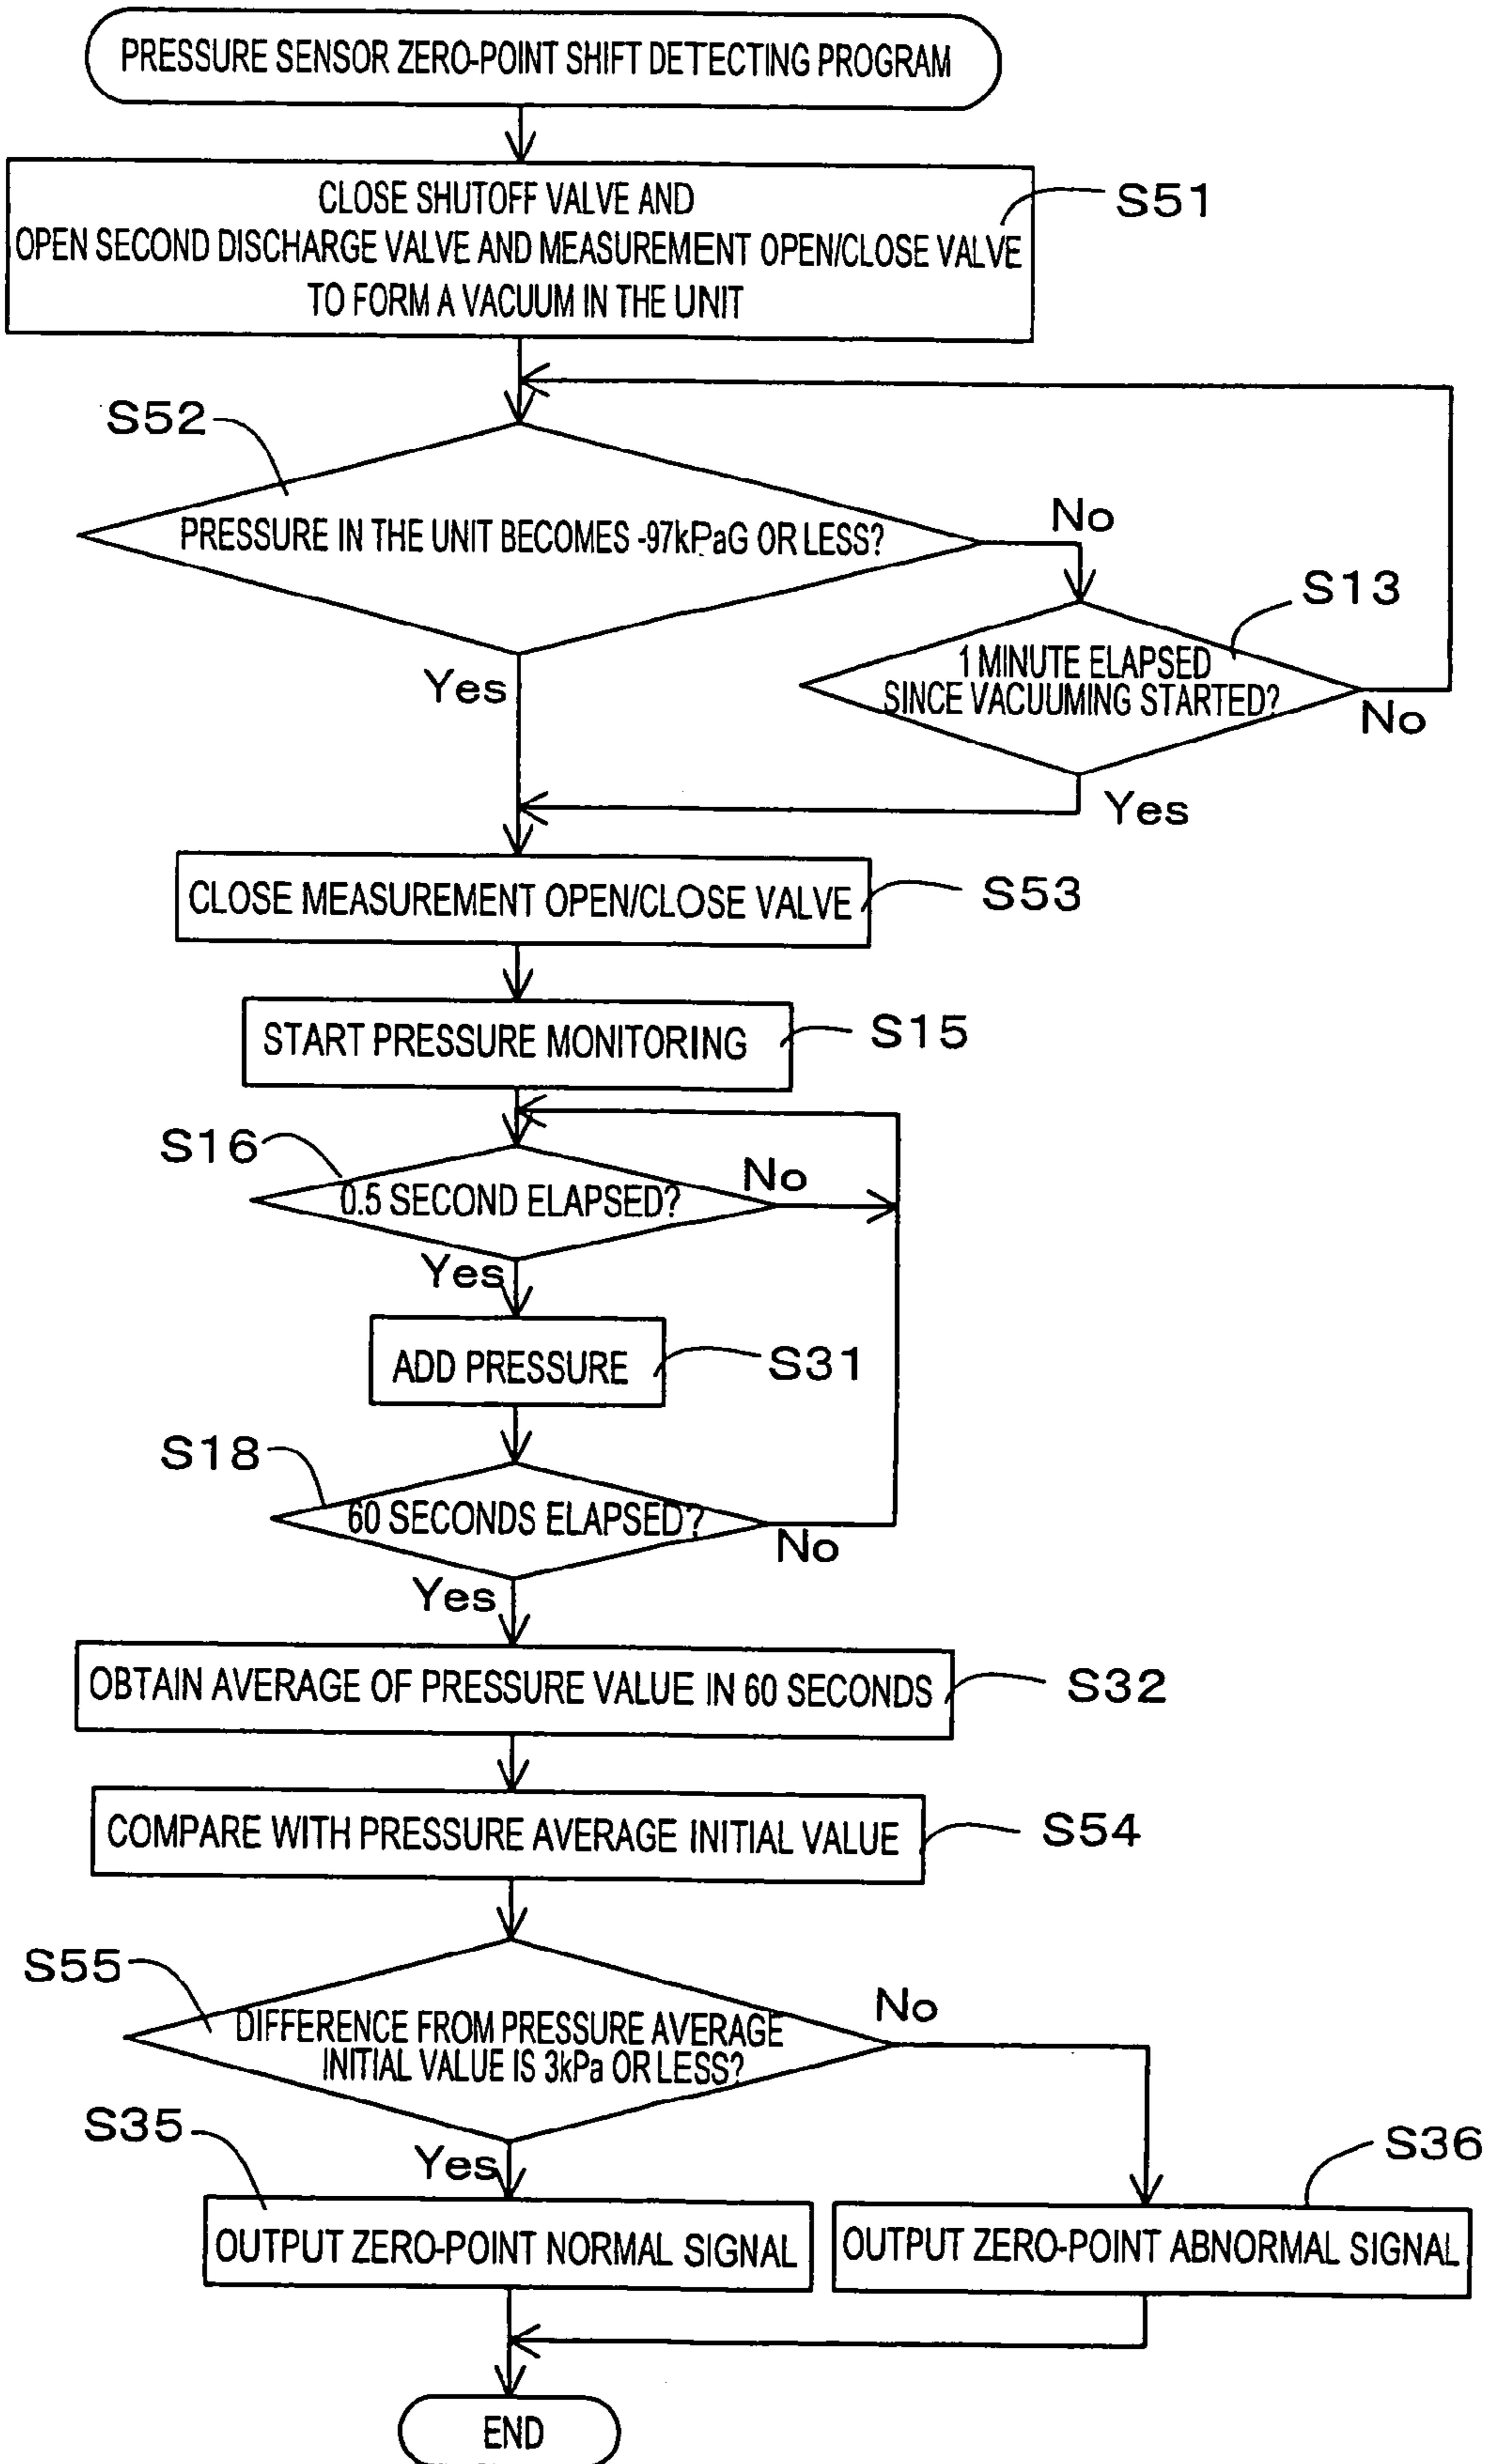 PRESSURE SENSOR ZERO-POINT SHIFT DETECTING PROGRAM
CLOSE SHUTOFF VALVE AND
OPEN SECOND DISCHARGE VALVE AND MEASUREMENT OPEN/CLOSE VALVE
TO FORM A VACUUM IN THE UNIT
S51
S52
PRESSURE IN THE UNIT BECOMES -97kPaG OR LESS?
No
S13
1 MINUTE ELAPSED
SINCE VACUUMING STARTED?
No
Yes
Yes
CLOSE MEASUREMENT OPEN/CLOSE VALVE
S53
START PRESSURE MONITORING
S15
S16
0.5 SECOND ELAPSED?
No
Yes
ADD PRESSURE
S31
S18
60 SECONDS ELAPSED?
No
Yes
OBTAIN AVERAGE OF PRESSURE VALUE IN 60 SECONDS
S32
COMPARE WITH PRESSURE AVERAGE INITIAL VALUE
S54
S55
DIFFERENCE FROM PRESSURE AVERAGE
INITIAL VALUE IS 3kPa OR LESS?
No
S35
Yes
S36
OUTPUT ZERO-POINT NORMAL SIGNAL
OUTPUT ZERO-POINT ABNORMAL SIGNAL
END